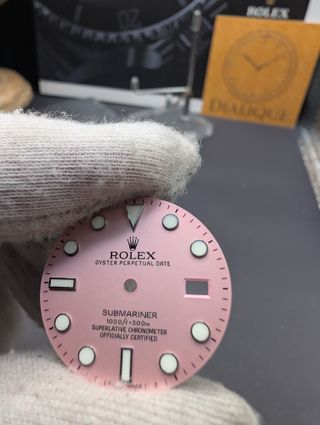 ROLEX
DIALIQUE
ROLEX
OYSTER PERPETUAL DATE
SUBMARINER
1000ft=300m
SUPERLATIVE CHRONOMETER
OFFICIALLY CERTIFIED